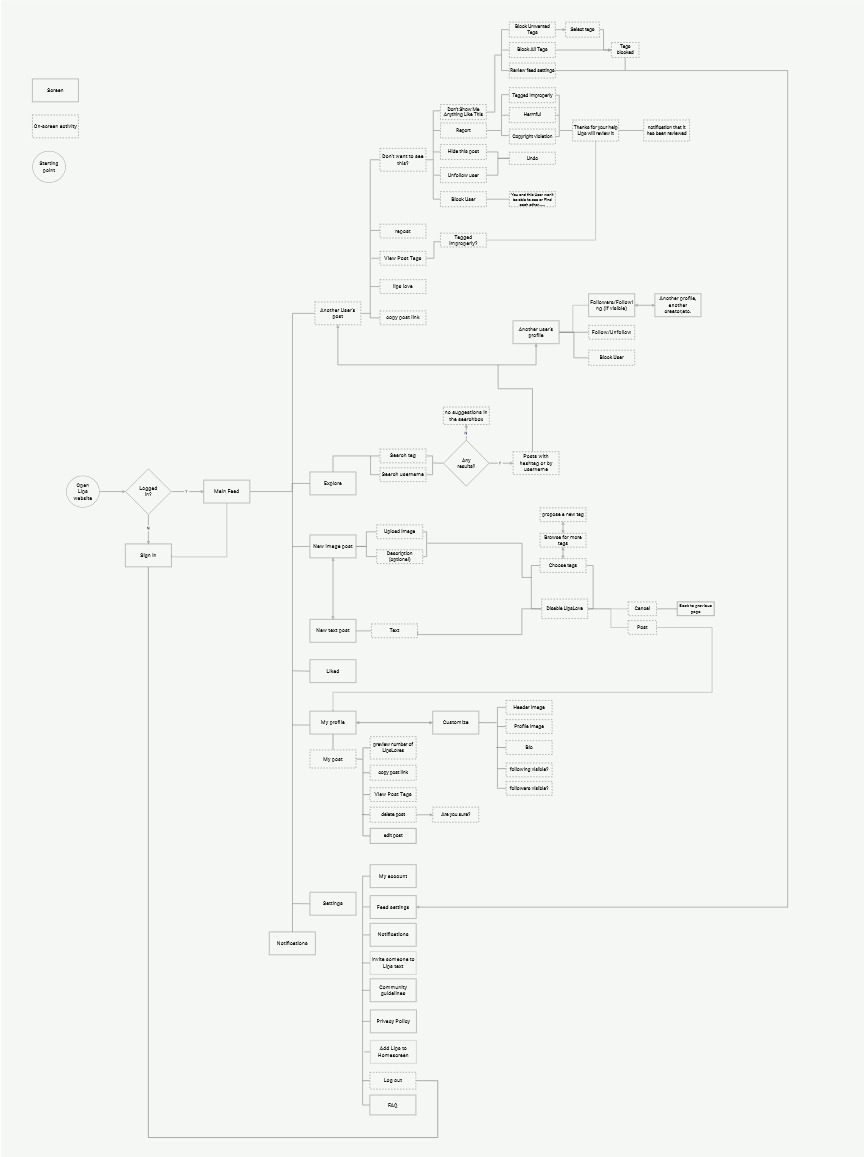 Screen
On-screen activity
Starting
point
Block Unwanted
Tags
Select tags
Block All Tags
Tags
blocked
Review feed settings
Don't Show Me
Anything Like This
Tagged improperly
Report
Harmful
Copyright violation
Thanks for your help
Lips will review it
notification that it
has been reviewed
Don't want to see
this?
Hide this post
Undo
Unfollow user
Block User
You and this User won't
be able to see or find
each other....
repost
View Post Tags
Tagged
improperly?
lips love
Another User's
post
copy post link
Followers/Followi
ng (if visible)
Another profile,
another
creator,etc.
Another user's
profile
Follow/Unfollow
Block User
no suggestions in
the searchbox
N
Search tag
Search username
Any
results?
Y
Posts with
hashtag or by
username
Explore
Open
Lips
website
Logged
in?
Y
Main Feed
N
Sign in
New image post
Upload image
Description
(optional)
propose a new tag
Browse for more
tags
Choose tags
Disable LipsLove
Cancel
Back to previous
page
Post
New text post
Text
Liked
My profile
Customize
Header image
Profile image
Bio
following visible?
followers visible?
My post
preview number of
LipsLoves
copy post link
View Post Tags
delete post
Are you sure?
edit post
My account
Settings
Feed settings
Notifications
Notifications
Invite someone to
Lips text
Community
guidelines
Privacy Policy
Add Lips to
Homescreen
Log out
FAQ